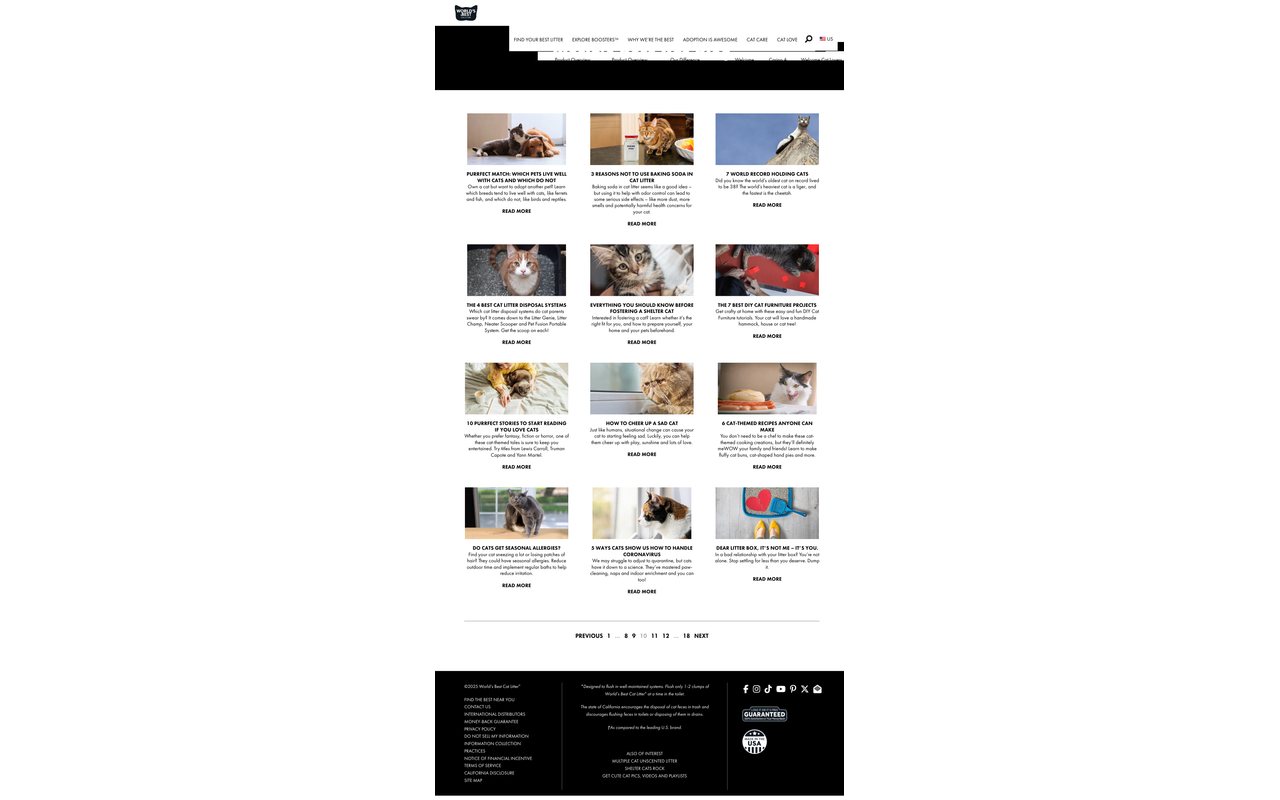 WORLD'S
BEST
FIND YOUR BEST LITTER EXPLORE BOOSTERS™ WHY WE'RE THE BEST ADOPTION IS AWESOME CAT CARE CAT LOVE US
Product Overview Product Overview Our Difference Welcome Caring & Welcome Cat Lovers
PURRFECT MATCH: WHICH PETS LIVE WELL
WITH CATS AND WHICH DO NOT
Own a cat but want to adopt another pet? Learn
which breeds tend to live well with cats, like ferrets
and fish, and which do not, like birds and reptiles.
READ MORE
3 REASONS NOT TO USE BAKING SODA IN
CAT LITTER
Baking soda in cat litter seems like a good idea –
but using it to help with odor control can lead to
some serious side effects – like more dust, more
smells and potentially harmful health concerns for
your cat.
READ MORE
7 WORLD RECORD HOLDING CATS
Did you know the world's oldest cat on record lived
to be 38? The world's heaviest cat is a liger, and
the fastest is the cheetah.
READ MORE
THE 4 BEST CAT LITTER DISPOSAL SYSTEMS
Which cat litter disposal systems do cat parents
swear by? It comes down to the Litter Genie, Litter
Champ, Neater Scooper and Pet Fusion Portable
System. Get the scoop on each!
READ MORE
EVERYTHING YOU SHOULD KNOW BEFORE
FOSTERING A SHELTER CAT
Interested in fostering a cat? Learn whether it's the
right fit for you, and how to prepare yourself, your
home and your pets beforehand.
READ MORE
THE 7 BEST DIY CAT FURNITURE PROJECTS
Get crafty at home with these easy and fun DIY Cat
Furniture tutorials. Your cat will love a handmade
hammock, house or cat tree!
READ MORE
10 PURRFECT STORIES TO START READING
IF YOU LOVE CATS
Whether you prefer fantasy, fiction or horror, one of
these cat-themed tales is sure to keep you
entertained. Try titles from Lewis Carroll, Truman
Capote and Yann Martel.
READ MORE
HOW TO CHEER UP A SAD CAT
Just like humans, situational change can cause your
cat to starting feeling sad. Luckily, you can help
them cheer up with play, sunshine and lots of love.
READ MORE
6 CAT-THEMED RECIPES ANYONE CAN
MAKE
You don't need to be a chef to make these cat-
themed cooking creations, but they'll definitely
meWOW your family and friends! Learn to make
fluffy cat buns, cat-shaped hand pies and more.
READ MORE
DO CATS GET SEASONAL ALLERGIES?
Find your cat sneezing a lot or losing patches of
hair? They could have seasonal allergies. Reduce
outdoor time and implement regular baths to help
reduce irritation.
READ MORE
5 WAYS CATS SHOW US HOW TO HANDLE
CORONAVIRUS
We may struggle to adjust to quarantine, but cats
have it down to a science. They've mastered paw-
cleaning, naps and indoor enrichment and you can
too!
READ MORE
DEAR LITTER BOX, IT'S NOT ME – IT'S YOU.
In a bad relationship with your litter box? You're not
alone. Stop settling for less than you deserve. Dump
it.
READ MORE
PREVIOUS 1 ... 8 9 10 11 12 ... 18 NEXT
©2025 World's Best Cat Litter®
FIND THE BEST NEAR YOU
CONTACT US
INTERNATIONAL DISTRIBUTORS
MONEY-BACK GUARANTEE
PRIVACY POLICY
DO NOT SELL MY INFORMATION
INFORMATION COLLECTION
PRACTICES
NOTICE OF FINANCIAL INCENTIVE
TERMS OF SERVICE
CALIFORNIA DISCLOSURE
SITE MAP
*Designed to flush in well-maintained systems. Flush only 1-2 clumps of
World's Best Cat Litter® at a time in the toilet.
The state of California encourages the disposal of cat feces in trash and
discourages flushing feces in toilets or disposing of them in drains.
†As compared to the leading U.S. brand.
ALSO OF INTEREST
MULTIPLE CAT UNSCENTED LITTER
SHELTER CATS ROCK
GET CUTE CAT PICS, VIDEOS AND PLAYLISTS
GUARANTEED
MADE IN THE
USA